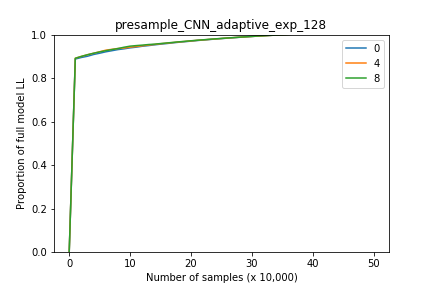 presample_CNN_adaptive_exp_128
1.0
0.8
0.6
0.4
0.2
0.0
Proportion of full model LL
0
4
8
0 10 20 30 40 50
Number of samples (x 10,000)